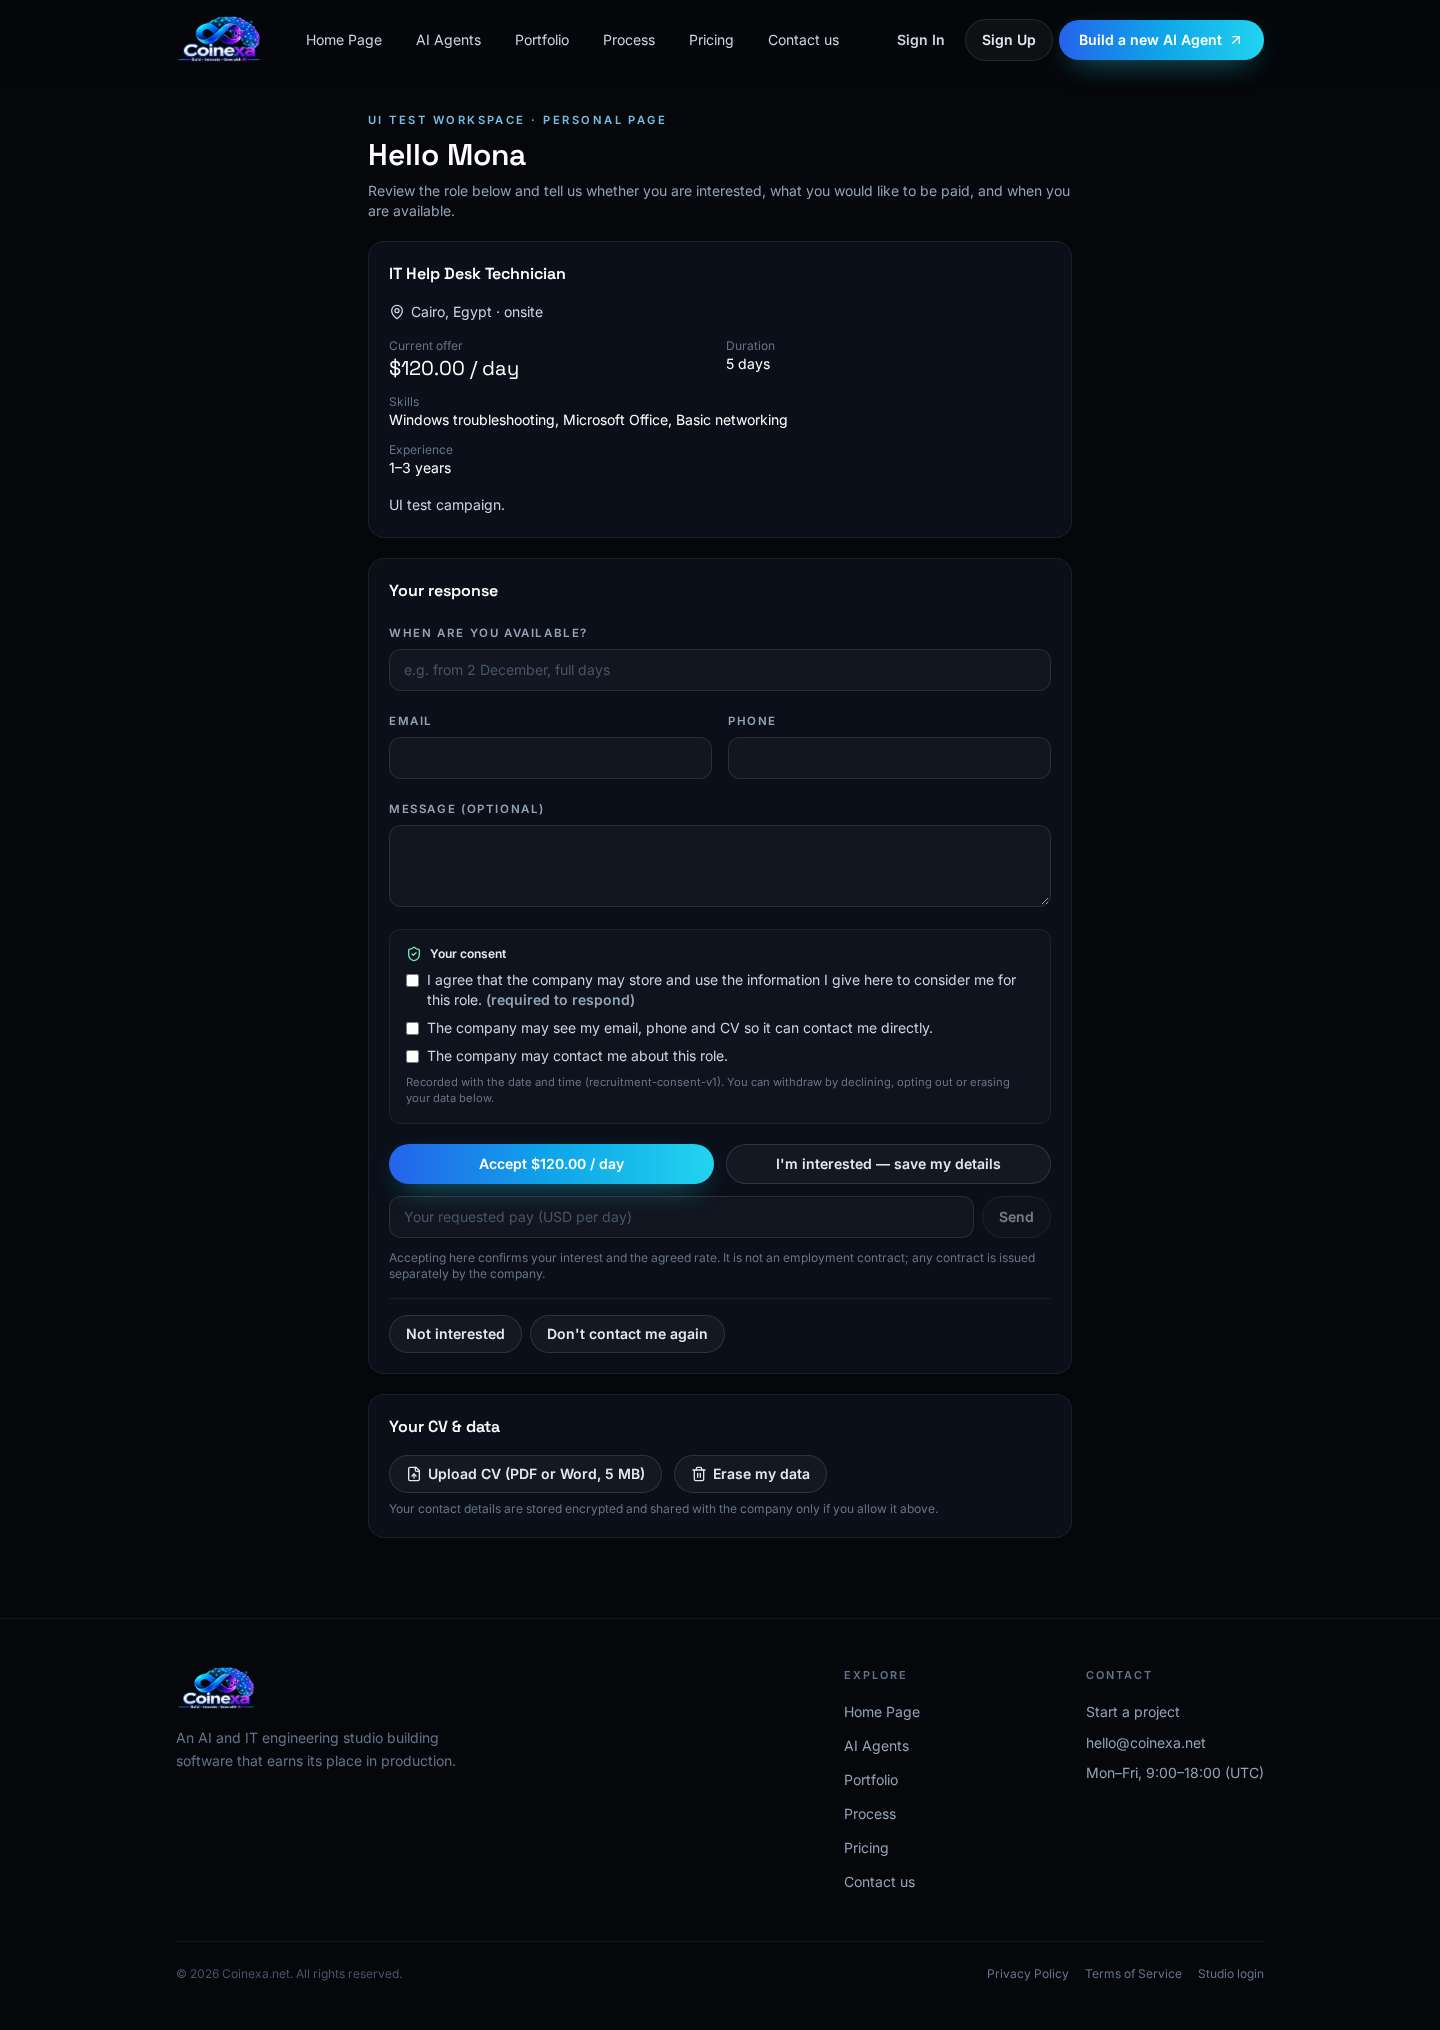 Coinexa
Home Page
AI Agents
Portfolio
Process
Pricing
Contact us
Sign In
Sign Up
Build a new AI Agent
UI TEST WORKSPACE · PERSONAL PAGE
Hello Mona
Review the role below and tell us whether you are interested, what you would like to be paid, and when you
are available.
IT Help Desk Technician
Cairo, Egypt · onsite
Current offer
$120.00 / day
Duration
5 days
Skills
Windows troubleshooting, Microsoft Office, Basic networking
Experience
1–3 years
UI test campaign.
Your response
WHEN ARE YOU AVAILABLE?
e.g. from 2 December, full days
EMAIL
PHONE
MESSAGE (OPTIONAL)
Your consent
I agree that the company may store and use the information I give here to consider me for
this role. (required to respond)
The company may see my email, phone and CV so it can contact me directly.
The company may contact me about this role.
Recorded with the date and time (recruitment-consent-v1). You can withdraw by declining, opting out or erasing
your data below.
Accept $120.00 / day
I'm interested — save my details
Your requested pay (USD per day)
Send
Accepting here confirms your interest and the agreed rate. It is not an employment contract; any contract is issued
separately by the company.
Not interested
Don't contact me again
Your CV & data
Upload CV (PDF or Word, 5 MB)
Erase my data
Your contact details are stored encrypted and shared with the company only if you allow it above.
Coinexa
An AI and IT engineering studio building
software that earns its place in production.
EXPLORE
Home Page
AI Agents
Portfolio
Process
Pricing
Contact us
CONTACT
Start a project
hello@coinexa.net
Mon–Fri, 9:00–18:00 (UTC)
© 2026 Coinexa.net. All rights reserved.
Privacy Policy
Terms of Service
Studio login